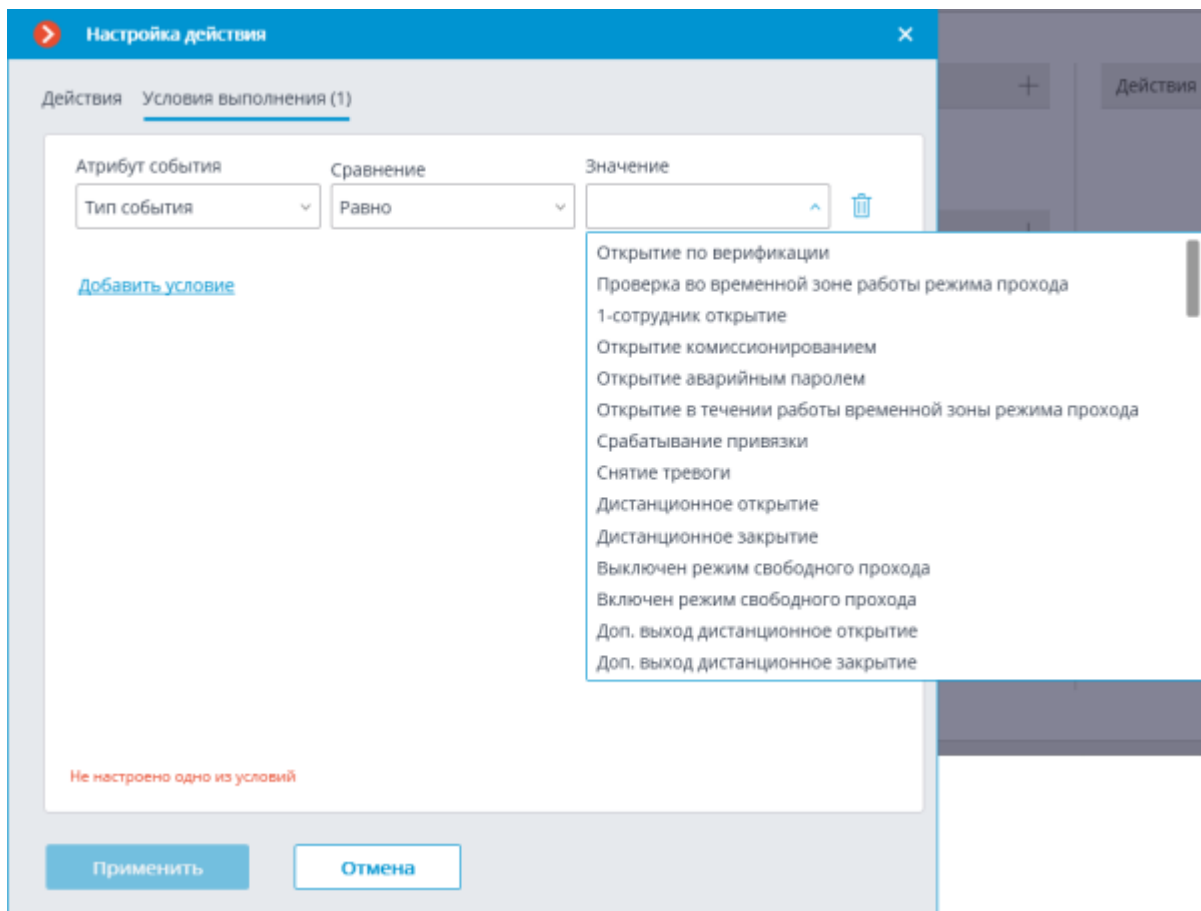 Настройка действия
Действия
Действия Условия выполнения (1)
Атрибут события Сравнение Значение
Тип события Равно
Добавить условие
Открытие по верификации
Проверка во временной зоне работы режима прохода
1-сотрудник открытие
Открытие комиссионированием
Открытие аварийным паролем
Открытие в течении работы временной зоны режима прохода
Срабатывание привязки
Снятие тревоги
Дистанционное открытие
Дистанционное закрытие
Выключен режим свободного прохода
Включен режим свободного прохода
Доп. выход дистанционное открытие
Доп. выход дистанционное закрытие
Не настроено одно из условий
Применить Отмена